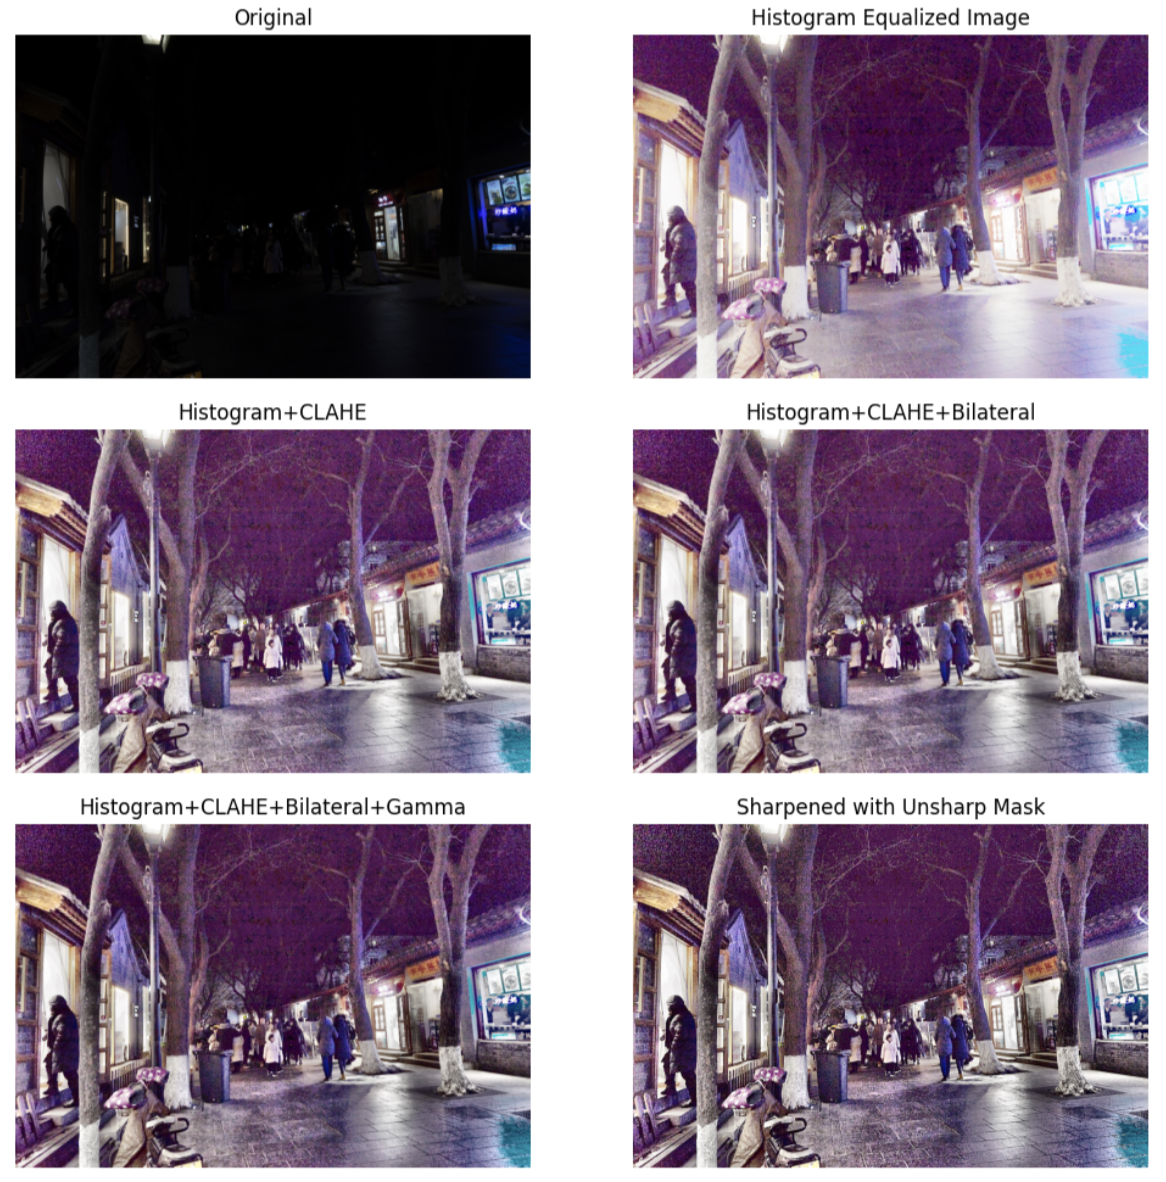 Original
Histogram Equalized Image
Histogram+CLAHE
Histogram+CLAHE+Bilateral
Histogram+CLAHE+Bilateral+Gamma
Sharpened with Unsharp Mask